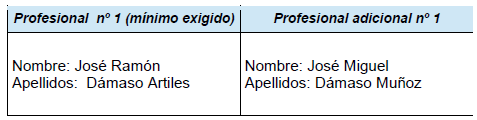 Profesional nº 1 (mínimo exigido)
Profesional adicional nº 1
Nombre: José Ramón
Apellidos: Dámaso Artiles
Nombre: José Miguel
Apellidos: Dámaso Muñoz